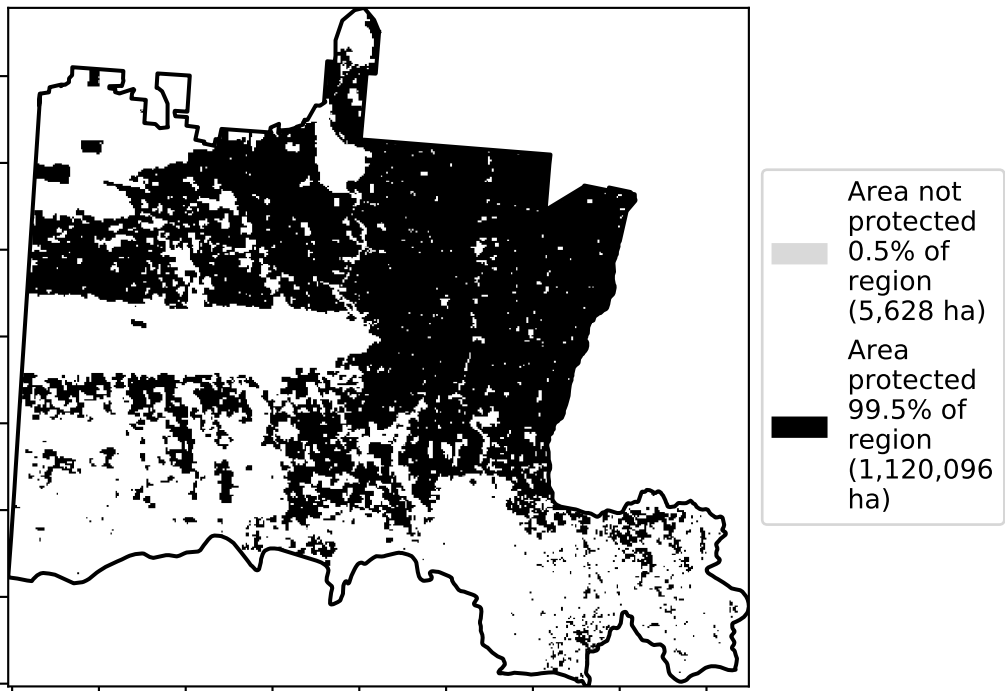 Area not
protected
0.5% of
region
(5,628 ha)
Area
protected
99.5% of
region
(1,120,096
ha)